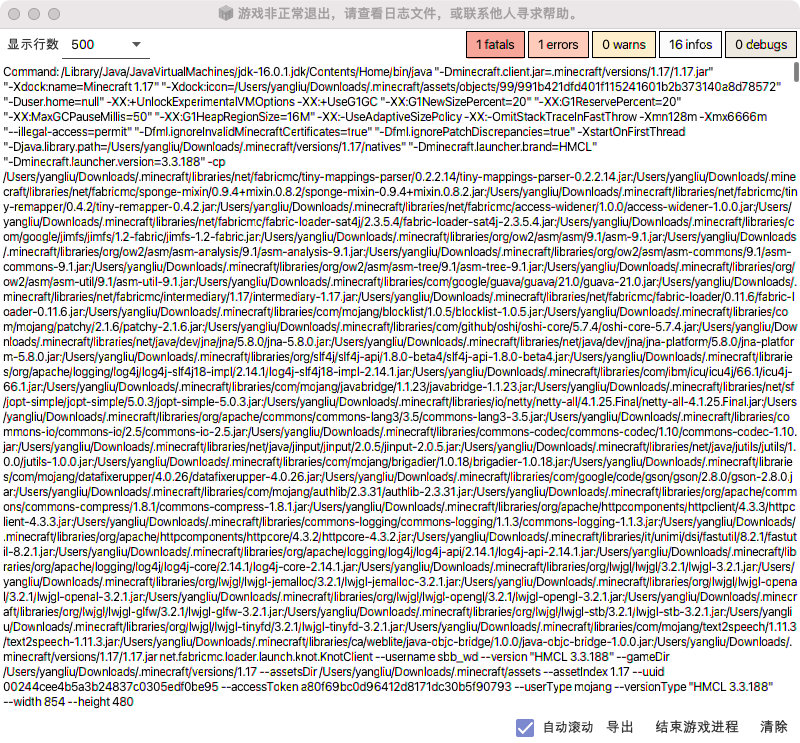 游戏非正常退出，请查看日志文件，或联系他人寻求帮助。
显示行数 500 1 fatals 1 errors 0 warns 16 infos 0 debugs
Command: /Library/Java/JavaVirtualMachines/jdk-16.0.1.jdk/Contents/Home/bin/java "-Dminecraft.client.jar=.minecraft/versions/1.17/1.17.jar"
"-Xdock:name=Minecraft 1.17" "-Xdock:icon=/Users/yangliu/Downloads/.minecraft/assets/objects/99/991b421dfd401f115241601b2b373140a8d78572"
"-Duser.home=null" -XX:+UnlockExperimentalVMOptions -XX:+UseG1GC -XX:G1NewSizePercent=20" -XX:G1ReservePercent=20"
"-XX:MaxGCPauseMillis=50" "-XX:G1HeapRegionSize=16M" -XX:-UseAdaptiveSizePolicy -XX:-OmitStackTraceInFastThrow -Xmn128m -Xmx6666m
"--illegal-access=permit" "-Dfml.ignoreInvalidMinecraftCertificates=true" "-Dfml.ignorePatchDiscrepancies=true" -XstartOnFirstThread
"-Djava.library.path=/Users/yangliu/Downloads/.minecraft/versions/1.17/natives" "-Dminecraft.launcher.brand=HMCL"
"-Dminecraft.launcher.version=3.3.188" -cp
/Users/yangliu/Downloads/.minecraft/libraries/net/fabricmc/tiny-mappings-parser/0.2.2.14/tiny-mappings-parser-0.2.2.14.jar:/Users/yangliu/Downloads/.mine
craft/libraries/net/fabricmc/sponge-mixin/0.9.4+mixin.0.8.2/sponge-mixin-0.9.4+mixin.0.8.2.jar:/Users/yangliu/Downloads/.minecraft/libraries/net/fabricmc/tin
y-remapper/0.4.2/tiny-remapper-0.4.2.jar:/Users/yangliu/Downloads/.minecraft/libraries/net/fabricmc/access-widener/1.0.0/access-widener-1.0.0.jar:/Users/
yangliu/Downloads/.minecraft/libraries/net/fabricmc/fabric-loader-sat4j/2.3.5.4/fabric-loader-sat4j-2.3.5.4.jar:/Users/yangliu/Downloads/.minecraft/libraries/c
om/google/jimfs/jimfs/1.2-fabric/jimfs-1.2-fabric.jar:/Users/yangliu/Downloads/.minecraft/libraries/org/ow2/asm/asm/9.1/asm-9.1.jar:/Users/yangliu/Downloads
/.minecraft/libraries/org/ow2/asm/asm-analysis/9.1/asm-analysis-9.1.jar:/Users/yangliu/Downloads/.minecraft/libraries/org/ow2/asm/asm-commons/9.1/asm-
commons-9.1.jar:/Users/yangliu/Downloads/.minecraft/libraries/org/ow2/asm/asm-tree/9.1/asm-tree-9.1.jar:/Users/yangliu/Downloads/.minecraft/libraries/org/
ow2/asm/asm-util/9.1/asm-util-9.1.jar:/Users/yangliu/Downloads/.minecraft/libraries/com/google/guava/guava/21.0/guava-21.0.jar:/Users/yangliu/Downloads/.
minecraft/libraries/net/fabricmc/intermediary/1.17/intermediary-1.17.jar:/Users/yangliu/Downloads/.minecraft/libraries/net/fabricmc/fabric-loader/0.11.6/fabric-l
oader-0.11.6.jar:/Users/yangliu/Downloads/.minecraft/libraries/com/mojang/blocklist/1.0.5/blocklist-1.0.5.jar:/Users/yangliu/Downloads/.minecraft/libraries/co
m/mojang/patchy/2.1.6/patchy-2.1.6.jar:/Users/yangliu/Downloads/.minecraft/libraries/com/github/oshi/oshi-core/5.7.4/oshi-core-5.7.4.jar:/Users/yangliu/Dow
nloads/.minecraft/libraries/net/java/dev/jna/jna/5.8.0/jna-5.8.0.jar:/Users/yangliu/Downloads/.minecraft/libraries/net/java/dev/jna/jna-platform/5.8.0/jna-platfor
m-5.8.0.jar:/Users/yangliu/Downloads/.minecraft/libraries/org/slf4j/slf4j-api/1.8.0-beta4/slf4j-api-1.8.0-beta4.jar:/Users/yangliu/Downloads/.minecraft/librarie
s/org/apache/logging/log4j/log4j-slf4j18-impl/2.14.1/log4j-slf4j18-impl-2.14.1.jar:/Users/yangliu/Downloads/.minecraft/libraries/com/ibm/icu/icu4j/66.1/icu4j-
66.1.jar:/Users/yangliu/Downloads/.minecraft/libraries/com/mojang/javabridge/1.1.23/javabridge-1.1.23.jar:/Users/yangliu/Downloads/.minecraft/libraries/net/sf
/jopt-simple/jopt-simple/5.0.3/jopt-simple-5.0.3.jar:/Users/yangliu/Downloads/.minecraft/libraries/io/netty/netty-all/4.1.25.Final/netty-all-4.1.25.Final.jar:/Users
/yangliu/Downloads/.minecraft/libraries/org/apache/commons/commons-lang3/3.5/commons-lang3-3.5.jar:/Users/yangliu/Downloads/.minecraft/libraries/co
mmons-io/commons-io/2.5/commons-io-2.5.jar:/Users/yangliu/Downloads/.minecraft/libraries/commons-codec/commons-codec/1.10/commons-codec-1.10.
jar:/Users/yangliu/Downloads/.minecraft/libraries/net/java/jinput/jinput/2.0.5/jinput-2.0.5.jar:/Users/yangliu/Downloads/.minecraft/libraries/net/java/jutils/jutils/1.
0.0/jutils-1.0.0.jar:/Users/yangliu/Downloads/.minecraft/libraries/com/mojang/brigadier/1.0.18/brigadier-1.0.18.jar:/Users/yangliu/Downloads/.minecraft/librarie
s/com/mojang/datafixerupper/4.0.26/datafixerupper-4.0.26.jar:/Users/yangliu/Downloads/.minecraft/libraries/com/google/code/gson/gson/2.8.0/gson-2.8.0.j
ar:/Users/yangliu/Downloads/.minecraft/libraries/com/mojang/authlib/2.3.31/authlib-2.3.31.jar:/Users/yangliu/Downloads/.minecraft/libraries/org/apache/comm
ons/commons-compress/1.8.1/commons-compress-1.8.1.jar:/Users/yangliu/Downloads/.minecraft/libraries/org/apache/httpcomponents/httpclient/4.3.3/httpc
lient-4.3.3.jar:/Users/yangliu/Downloads/.minecraft/libraries/commons-logging/commons-logging/1.1.3/commons-logging-1.1.3.jar:/Users/yangliu/Downloads/
.minecraft/libraries/org/apache/httpcomponents/httpcore/4.3.2/httpcore-4.3.2.jar:/Users/yangliu/Downloads/.minecraft/libraries/it/unimi/dsi/fastutil/8.2.1/fastut
il-8.2.1.jar:/Users/yangliu/Downloads/.minecraft/libraries/org/apache/logging/log4j/log4j-api/2.14.1/log4j-api-2.14.1.jar:/Users/yangliu/Downloads/.minecraft/lib
raries/org/apache/logging/log4j/log4j-core/2.14.1/log4j-core-2.14.1.jar:/Users/yangliu/Downloads/.minecraft/libraries/org/lwjgl/lwjgl/3.2.1/lwjgl-3.2.1.jar:/Users/
yangliu/Downloads/.minecraft/libraries/org/lwjgl/lwjgl-jemalloc/3.2.1/lwjgl-jemalloc-3.2.1.jar:/Users/yangliu/Downloads/.minecraft/libraries/org/lwjgl/lwjgl-opena
l/3.2.1/lwjgl-openal-3.2.1.jar:/Users/yangliu/Downloads/.minecraft/libraries/org/lwjgl/lwjgl-opengl/3.2.1/lwjgl-opengl-3.2.1.jar:/Users/yangliu/Downloads/.minecr
aft/libraries/org/lwjgl/lwjgl-glfw/3.2.1/lwjgl-glfw-3.2.1.jar:/Users/yangliu/Downloads/.minecraft/libraries/org/lwjgl/lwjgl-stb/3.2.1/lwjgl-stb-3.2.1.jar:/Users/yangli
u/Downloads/.minecraft/libraries/org/lwjgl/lwjgl-tinyfd/3.2.1/lwjgl-tinyfd-3.2.1.jar:/Users/yangliu/Downloads/.minecraft/libraries/com/mojang/text2speech/1.11.3
/text2speech-1.11.3.jar:/Users/yangliu/Downloads/.minecraft/libraries/ca/weblite/java-objc-bridge/1.0.0/java-objc-bridge-1.0.0.jar:/Users/yangliu/Downloads/.
minecraft/versions/1.17/1.17.jar net.fabricmc.loader.launch.knot.KnotClient --username sbb_wd --version "HMCL 3.3.188" --gameDir
/Users/yangliu/Downloads/.minecraft/versions/1.17 --assetsDir /Users/yangliu/Downloads/.minecraft/assets --assetIndex 1.17 --uuid
00244cee4b5a3b24837c0305edf0be95 --accessToken a80f69bc0d96412d8171dc30b5f90793 --userType mojang --versionType "HMCL 3.3.188"
--width 854 --height 480
自动滚动 导出 结束游戏进程 清除